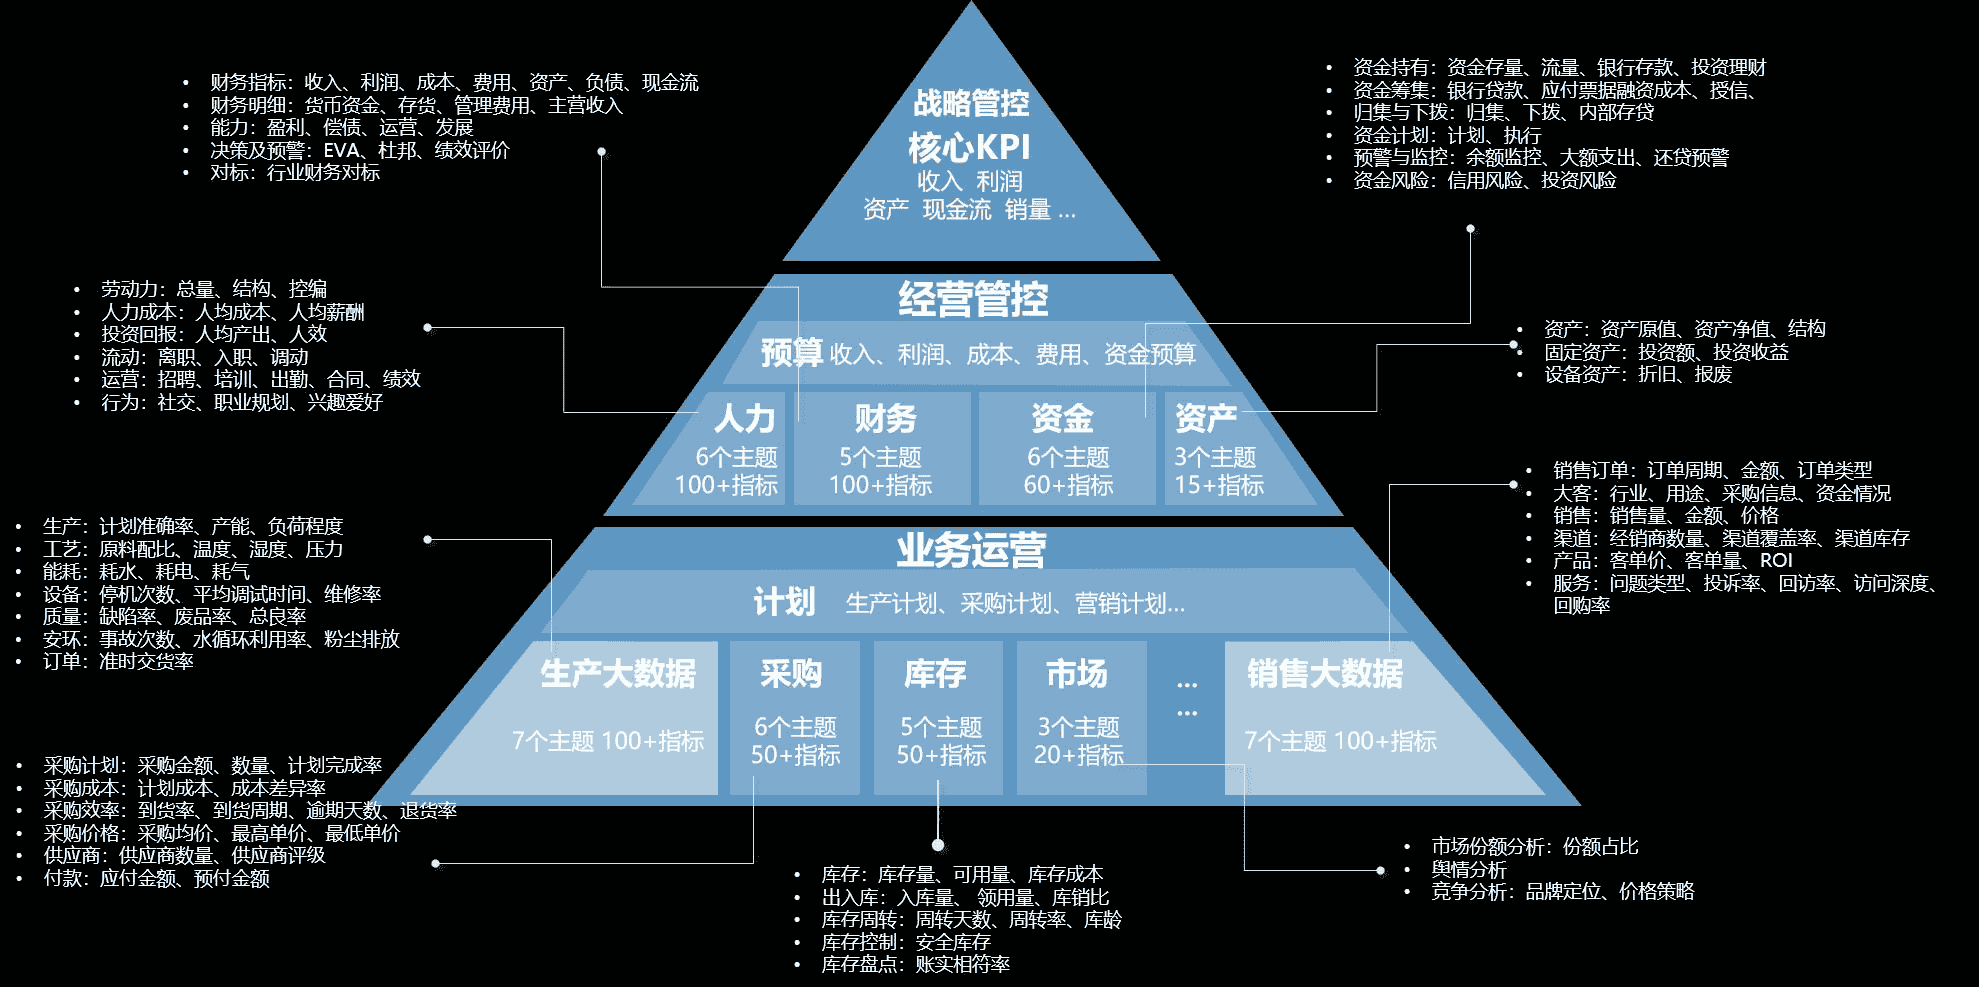 战略管控
核心KPI
收入 利润
资产 现金流 销量 ...
• 财务指标：收入、利润、成本、费用、资产、负债、现金流
• 财务明细：货币资金、存货、管理费用、主营收入
• 能力：盈利、偿债、运营、发展
• 决策及预警：EVA、杜邦、绩效评价
• 对标：行业财务对标
• 资金持有：资金存量、流量、银行存款、投资理财
• 资金筹集：银行贷款、应付票据融资成本、授信、
• 归集与下拨：归集、下拨、内部存贷
• 资金计划：计划、执行
• 预警与监控：余额监控、大额支出、还贷预警
• 资金风险：信用风险、投资风险
• 劳动力：总量、结构、控编
• 人力成本：人均成本、人均薪酬
• 投资回报：人均产出、人效
• 流动：离职、入职、调动
• 运营：招聘、培训、出勤、合同、绩效
• 行为：社交、职业规划、兴趣爱好
经营管控
预算 收入、利润、成本、费用、资金预算
人力
6个主题
100+指标
财务
5个主题
100+指标
资金
6个主题
60+指标
资产
3个主题
15+指标
• 资产：资产原值、资产净值、结构
• 固定资产：投资额、投资收益
• 设备资产：折旧、报废
• 生产：计划准确率、产能、负荷程度
• 工艺：原料配比、温度、湿度、压力
• 能耗：耗水、耗电、耗气
• 设备：停机次数、平均调试时间、维修率
• 质量：缺陷率、废品率、总良率
• 安环：事故次数、水循环利用率、粉尘排放
• 订单：准时交货率
业务运营
计划 生产计划、采购计划、营销计划...
生产大数据
7个主题 100+指标
采购
6个主题
50+指标
库存
5个主题
50+指标
市场
3个主题
20+指标
...
...
销售大数据
7个主题 100+指标
• 销售订单：订单周期、金额、订单类型
• 大客：行业、用途、采购信息、资金情况
• 销售：销售量、金额、价格
• 渠道：经销商数量、渠道覆盖率、渠道库存
• 产品：客单价、客单量、ROI
• 服务：问题类型、投诉率、回访率、访问深度、
回购率
• 采购计划：采购金额、数量、计划完成率
• 采购成本：计划成本、成本差异率
• 采购效率：到货率、到货周期、逾期天数、退货率
• 采购价格：采购均价、最高单价、最低单价
• 供应商：供应商数量、供应商评级
• 付款：应付金额、预付金额
• 库存：库存量、可用量、库存成本
• 出入库：入库量、 领用量、库销比
• 库存周转：周转天数、周转率、库龄
• 库存控制：安全库存
• 库存盘点：账实相符率
• 市场份额分析：份额占比
• 舆情分析
• 竞争分析：品牌定位、价格策略